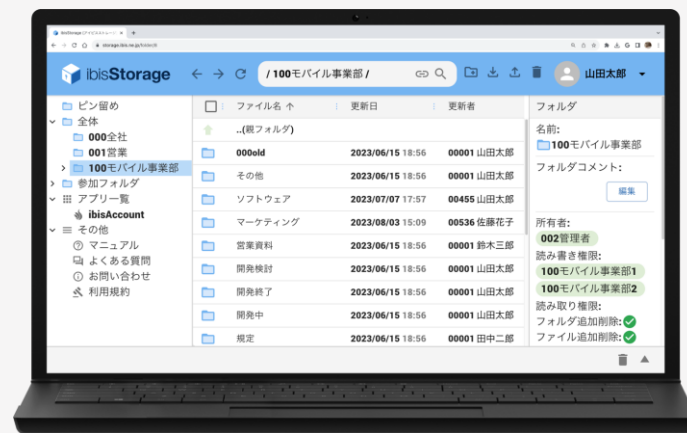 ibisStorage
/ 100モバイル事業部 /
山田太郎
ピン留め
全体
000全社
001営業
100モバイル事業部
参加フォルダ
アプリ一覧
ibisAccount
その他
マニュアル
よくある質問
お問い合わせ
利用規約
ファイル名 更新日 更新者
..(親フォルダ)
000old 2023/06/15 18:56 00001 山田太郎
その他 2023/06/15 18:56 00001 山田太郎
ソフトウェア 2023/07/07 17:57 00455 山田太郎
マーケティング 2023/08/03 15:09 00536 佐藤花子
営業資料 2023/06/15 18:56 00001 鈴木三郎
開発検討 2023/06/15 18:56 00001 山田太郎
開発終了 2023/06/15 18:56 00001 山田太郎
開発中 2023/06/15 18:56 00001 山田太郎
規定 2023/06/15 18:56 00001 田中二郎
フォルダ
名前:
100モバイル事業部
フォルダコメント:
編集
所有者:
002管理者
読み書き権限:
100モバイル事業部1
100モバイル事業部2
読み取り権限:
フォルダ追加削除:
ファイル追加削除: